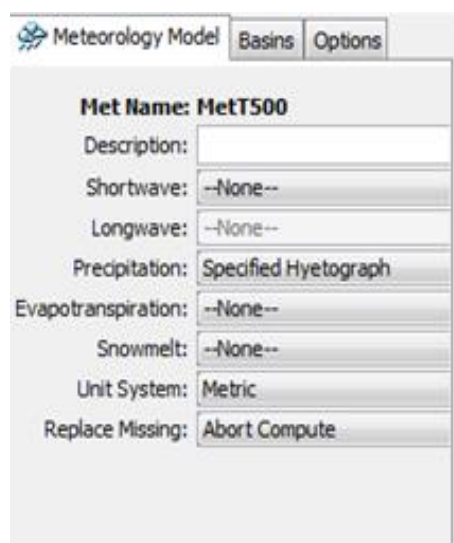 Meteorology Model Basins Options
Met Name: MetT500
Description:
Shortwave: --None--
Longwave: --None--
Precipitation: Specified Hyetograph
Evapotranspiration: --None--
Snowmelt: --None--
Unit System: Metric
Replace Missing: Abort Compute